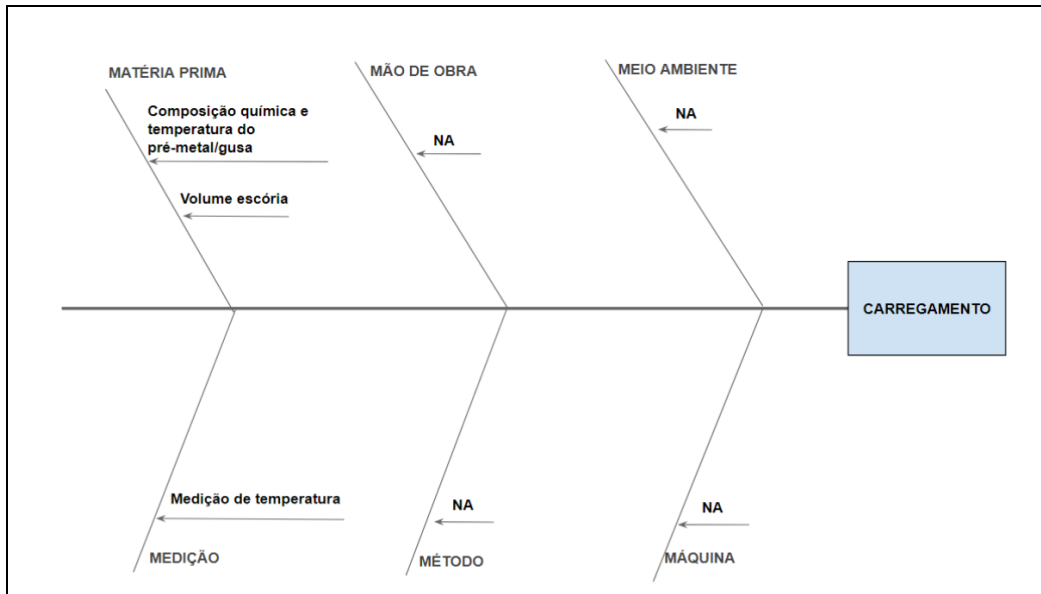 MATÉRIA PRIMA
MÃO DE OBRA
MEIO AMBIENTE
Composição química e
temperatura do
pré-metal/gusa
NA
NA
Volume escória
CARREGAMENTO
Medição de temperatura
NA
NA
MEDIÇÃO
MÉTODO
MÁQUINA